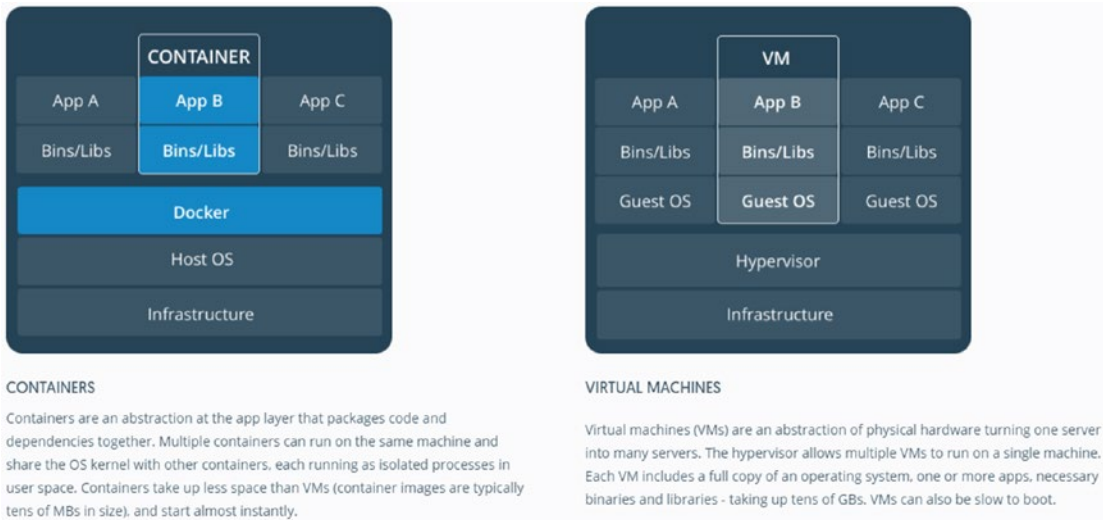 CONTAINER
App A App B App C
Bins/Libs Bins/Libs Bins/Libs
Docker
Host OS
Infrastructure
CONTAINERS
Containers are an abstraction at the app layer that packages code and
dependencies together. Multiple containers can run on the same machine and
share the OS kernel with other containers, each running as isolated processes in
user space. Containers take up less space than VMs (container images are typically
tens of MBs in size), and start almost instantly.
VM
App A App B App C
Bins/Libs Bins/Libs Bins/Libs
Guest OS Guest OS Guest OS
Hypervisor
Infrastructure
VIRTUAL MACHINES
Virtual machines (VMs) are an abstraction of physical hardware turning one server
into many servers. The hypervisor allows multiple VMs to run on a single machine.
Each VM includes a full copy of an operating system, one or more apps, necessary
binaries and libraries - taking up tens of GBs. VMs can also be slow to boot.